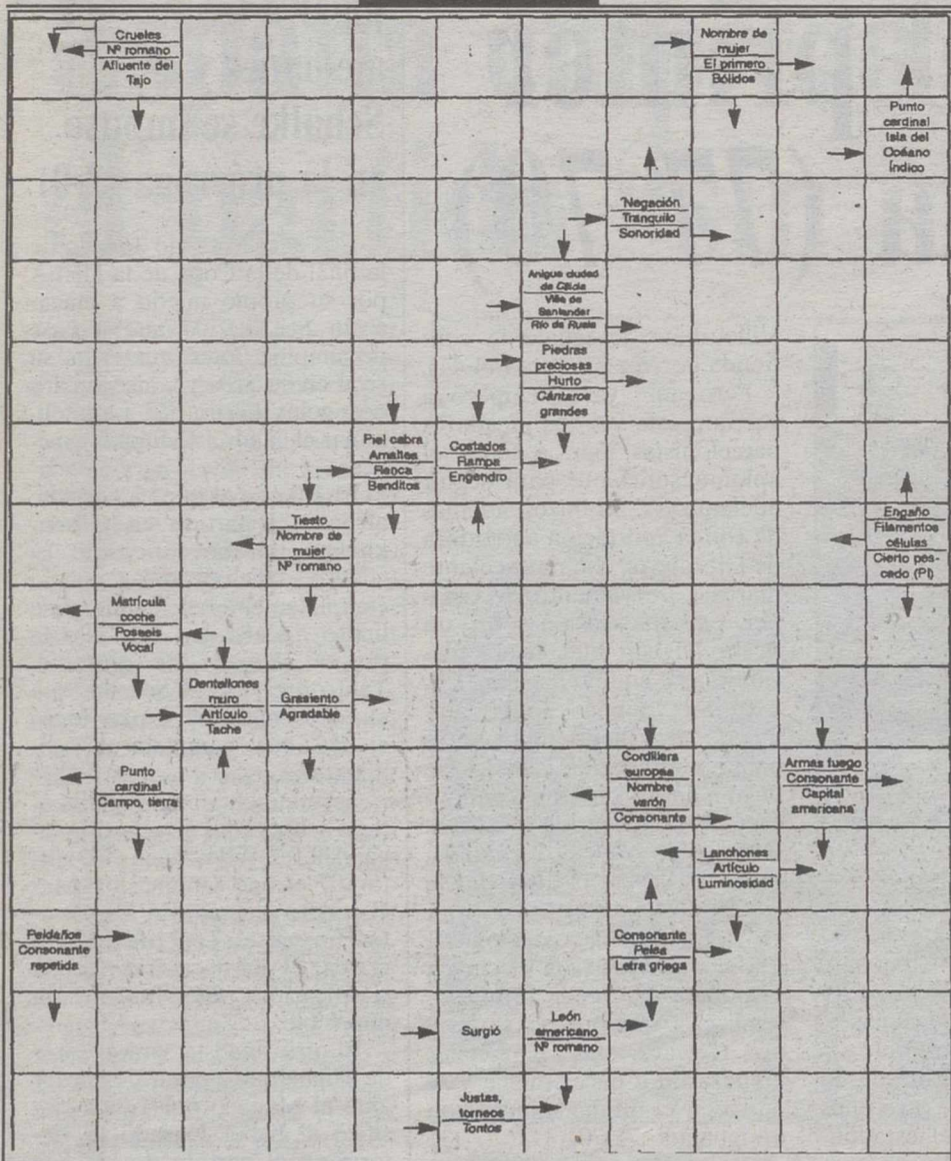 Crueles
Nº romano
Afluente del
Tajo
Nombre de
mujer
El primero
Bólidos
Punto
cardinal
Isla del
Océano
Índico
Negación
Tranquilo
Sonoridad
Anigua ciudad
de Cilicia
Villa de
Santander
Río de Rusia
Piedras
preciosas
Hurto
Cántaros
grandes
Piel cabra
Amaltea
Renca
Benditos
Costados
Rampa
Engendro
Tiesto
Nombre de
mujer
Nº romano
Engaño
Filamentos
células
Cierto pes-
cado (Pl)
Matrícula
coche
Poseeis
Vocal
Dentellones
muro
Artículo
Tache
Grasiento
Agradable
Punto
cardinal
Campo, tierra
Cordillera
europea
Nombre
varón
Consonante
Armas fuego
Consonante
Capital
americana
Lanchones
Artículo
Luminosidad
Peldaños
Consonante
repetida
Consonante
Pelea
Letra griega
Surgió
León
americano
Nº romano
Justas,
torneos
Tontos